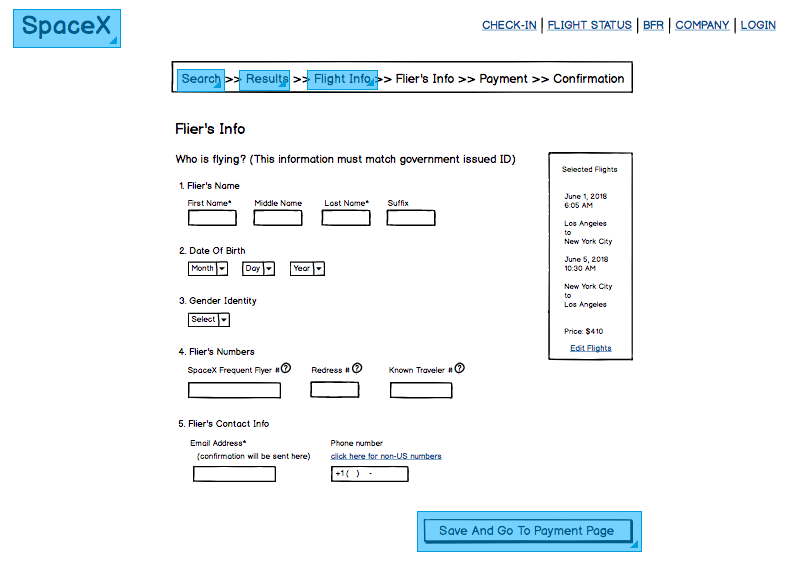 SpaceX
CHECK-IN | FLIGHT STATUS | BFR | COMPANY | LOGIN
Search >> Results >> Flight Info >> Flier's Info >> Payment >> Confirmation
Flier's Info
Who is flying? (This information must match government issued ID)
1. Flier's Name
First Name* Middle Name Last Name* Suffix
2. Date Of Birth
Month Day Year
3. Gender Identity
Select
4. Flier's Numbers
SpaceX Frequent Flyer # ? Redress # ? Known Traveler # ?
5. Flier's Contact Info
Email Address* Phone number
(confirmation will be sent here) click here for non-US numbers
+1 ( ) -
Selected Flights
June 1, 2018
6:05 AM
Los Angeles
to
New York City
June 5, 2018
10:30 AM
New York City
to
Los Angeles
Price: $410
Edit Flights
Save And Go To Payment Page